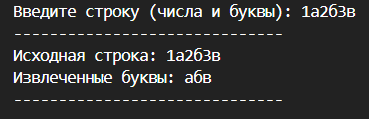 Введите строку (числа и буквы): 1а2б3в
------------------------------
Исходная строка: 1а2б3в
Извлеченные буквы: абв
------------------------------